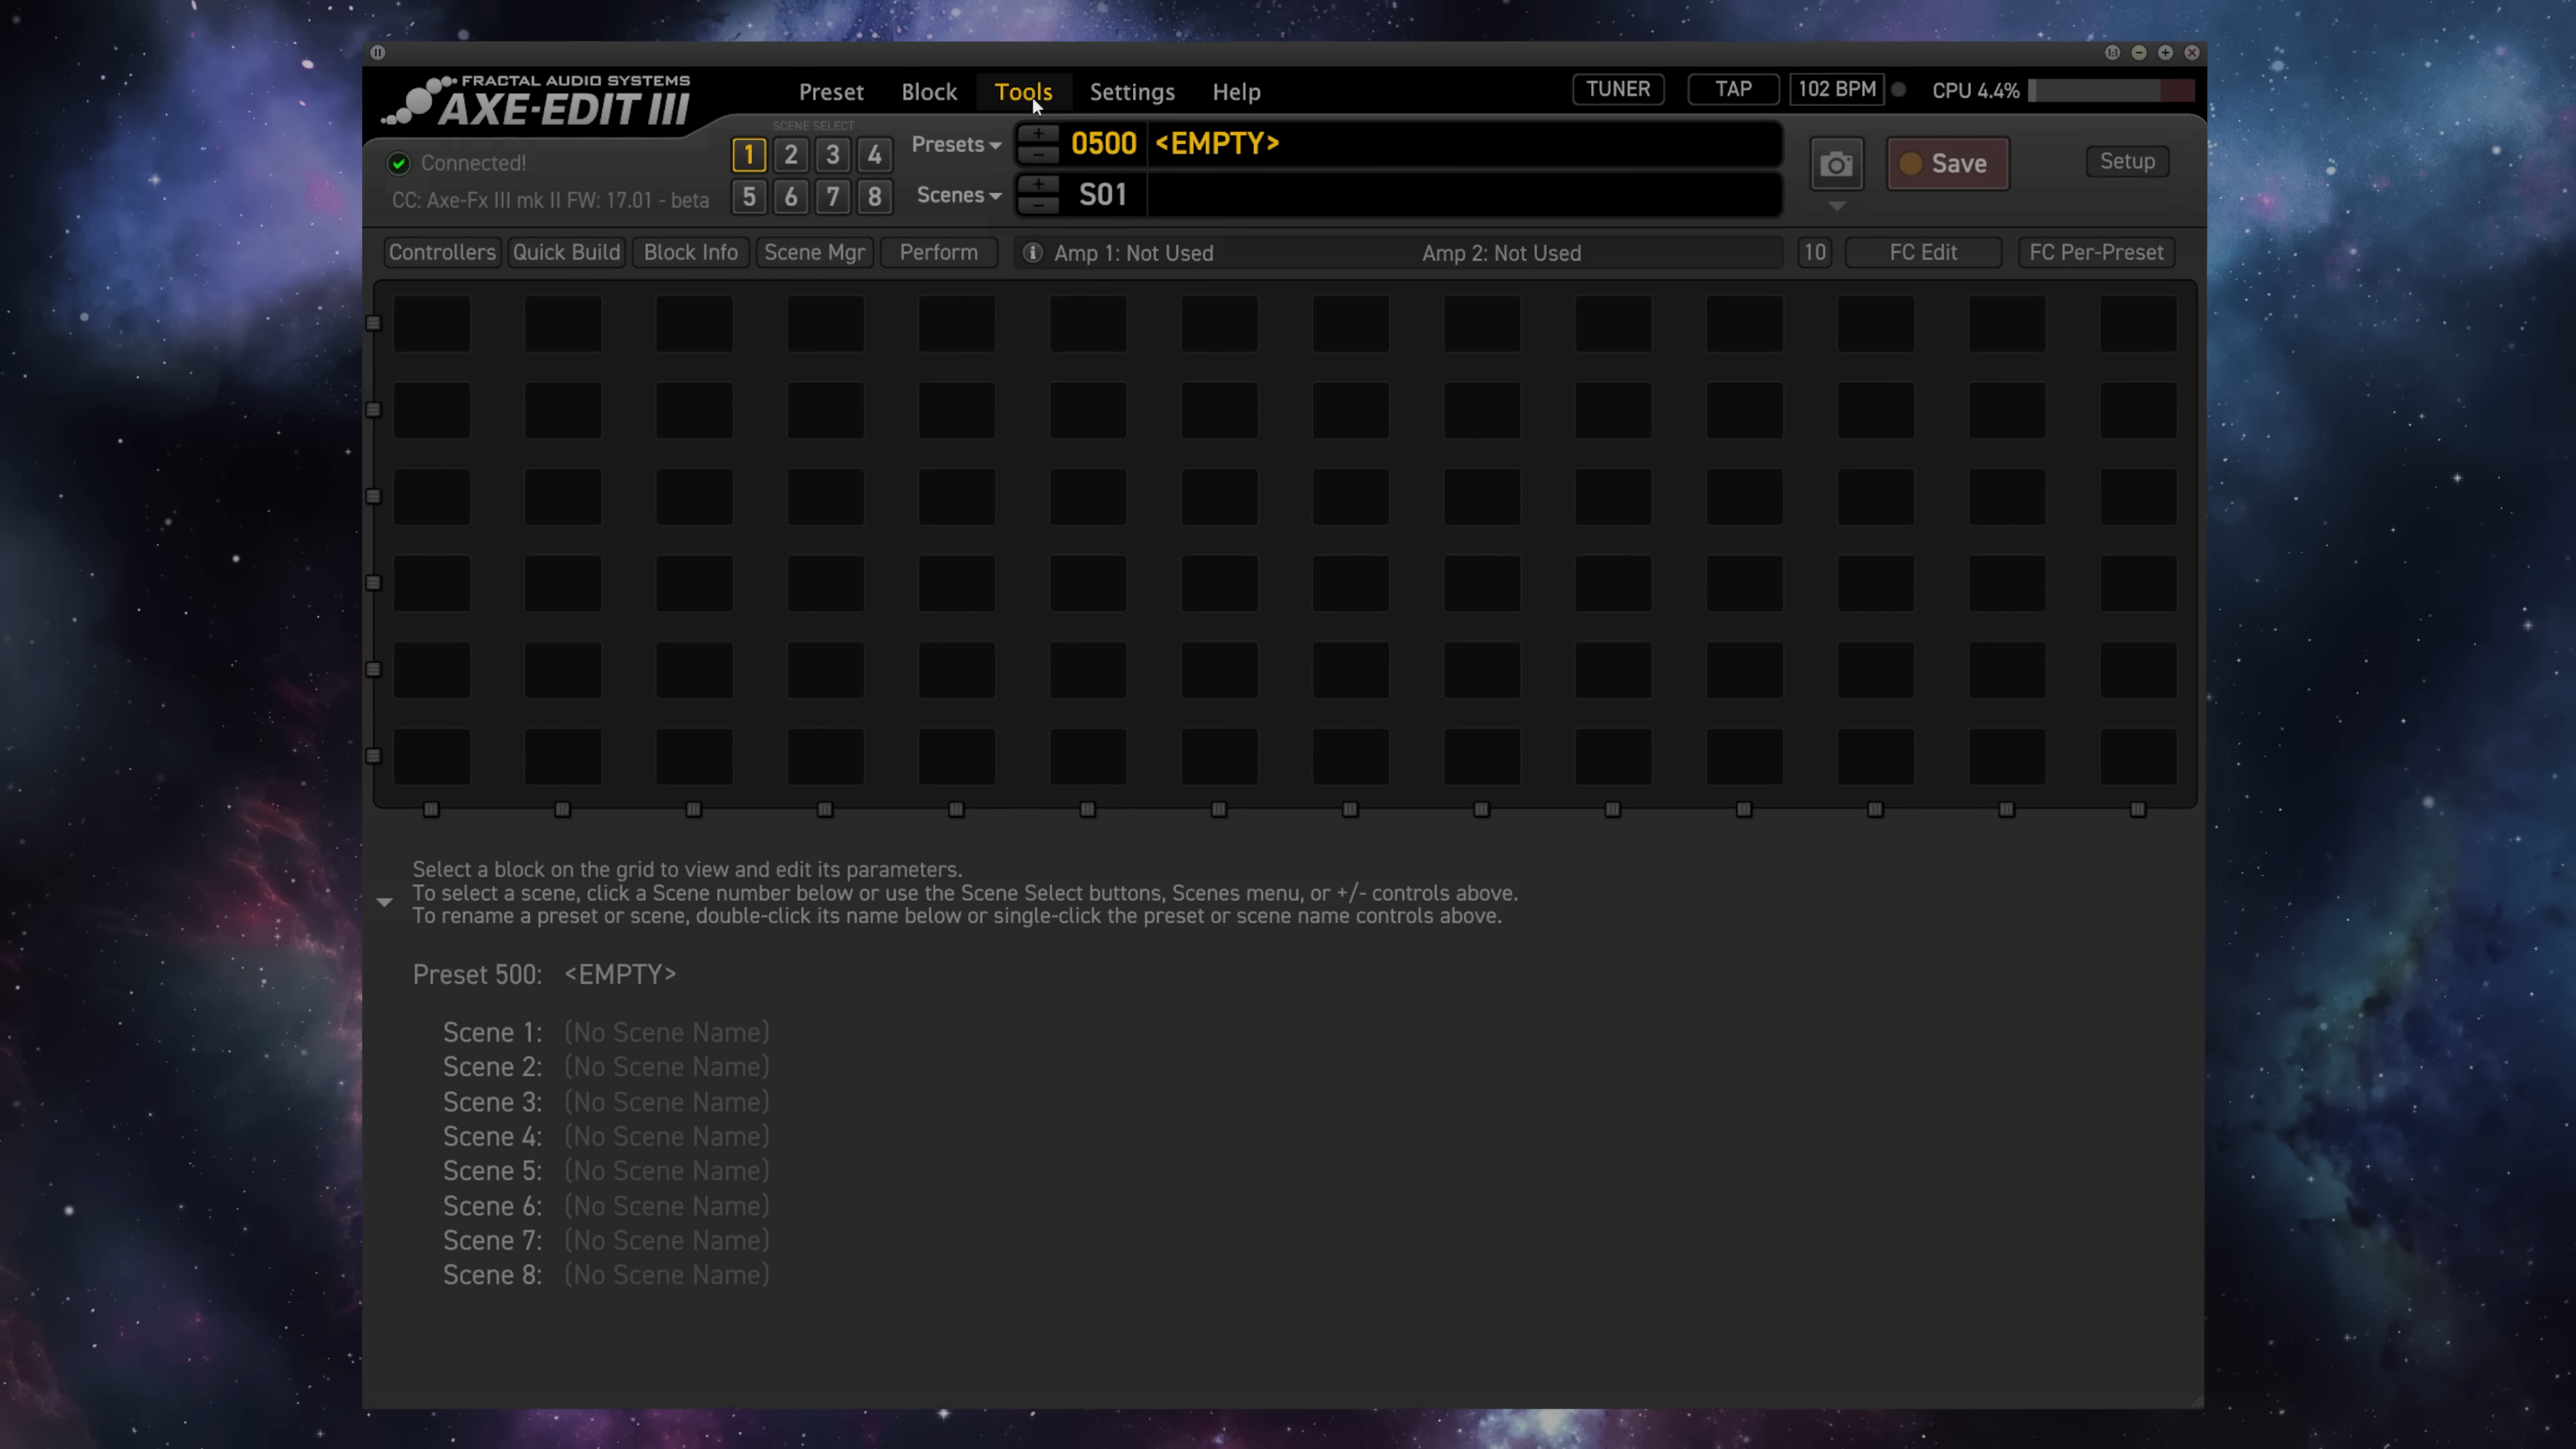 FRACTAL AUDIO SYSTEMS
AXE-EDIT III
Preset Block Tools Settings Help
TUNER TAP 102 BPM CPU 4.4%
SCENE SELECT
1 2 3 4
5 6 7 8
Presets + - 0500 <EMPTY>
Scenes + - S01
Connected!
CC: Axe-Fx III mk II FW: 17.01 - beta
Save
Setup
Controllers Quick Build Block Info Scene Mgr Perform
Amp 1: Not Used Amp 2: Not Used
10 FC Edit FC Per-Preset
Select a block on the grid to view and edit its parameters.
To select a scene, click a Scene number below or use the Scene Select buttons, Scenes menu, or +/- controls above.
To rename a preset or scene, double-click its name below or single-click the preset or scene name controls above.
Preset 500: <EMPTY>
Scene 1: (No Scene Name)
Scene 2: (No Scene Name)
Scene 3: (No Scene Name)
Scene 4: (No Scene Name)
Scene 5: (No Scene Name)
Scene 6: (No Scene Name)
Scene 7: (No Scene Name)
Scene 8: (No Scene Name)